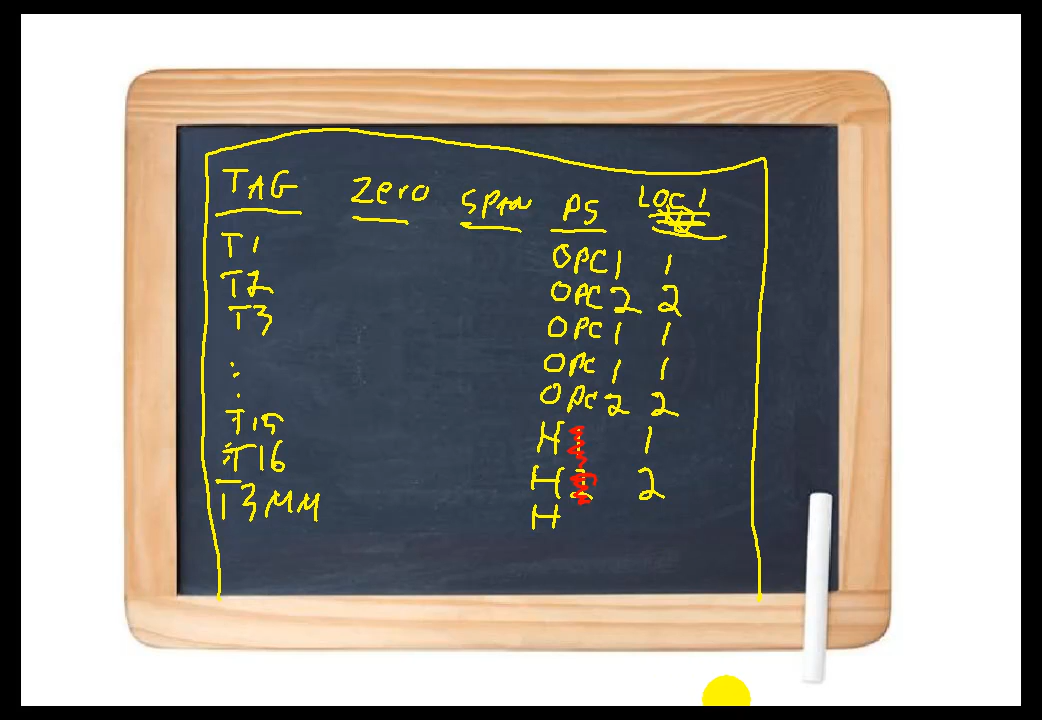 TAG Zero SPAN PS LOC1
T1 OPC1 1
T2 OPC2 2
T3 OPC1 1
: OPC1 1
. OPC2 2
T15 H 1
T16 H 2
T3MM H